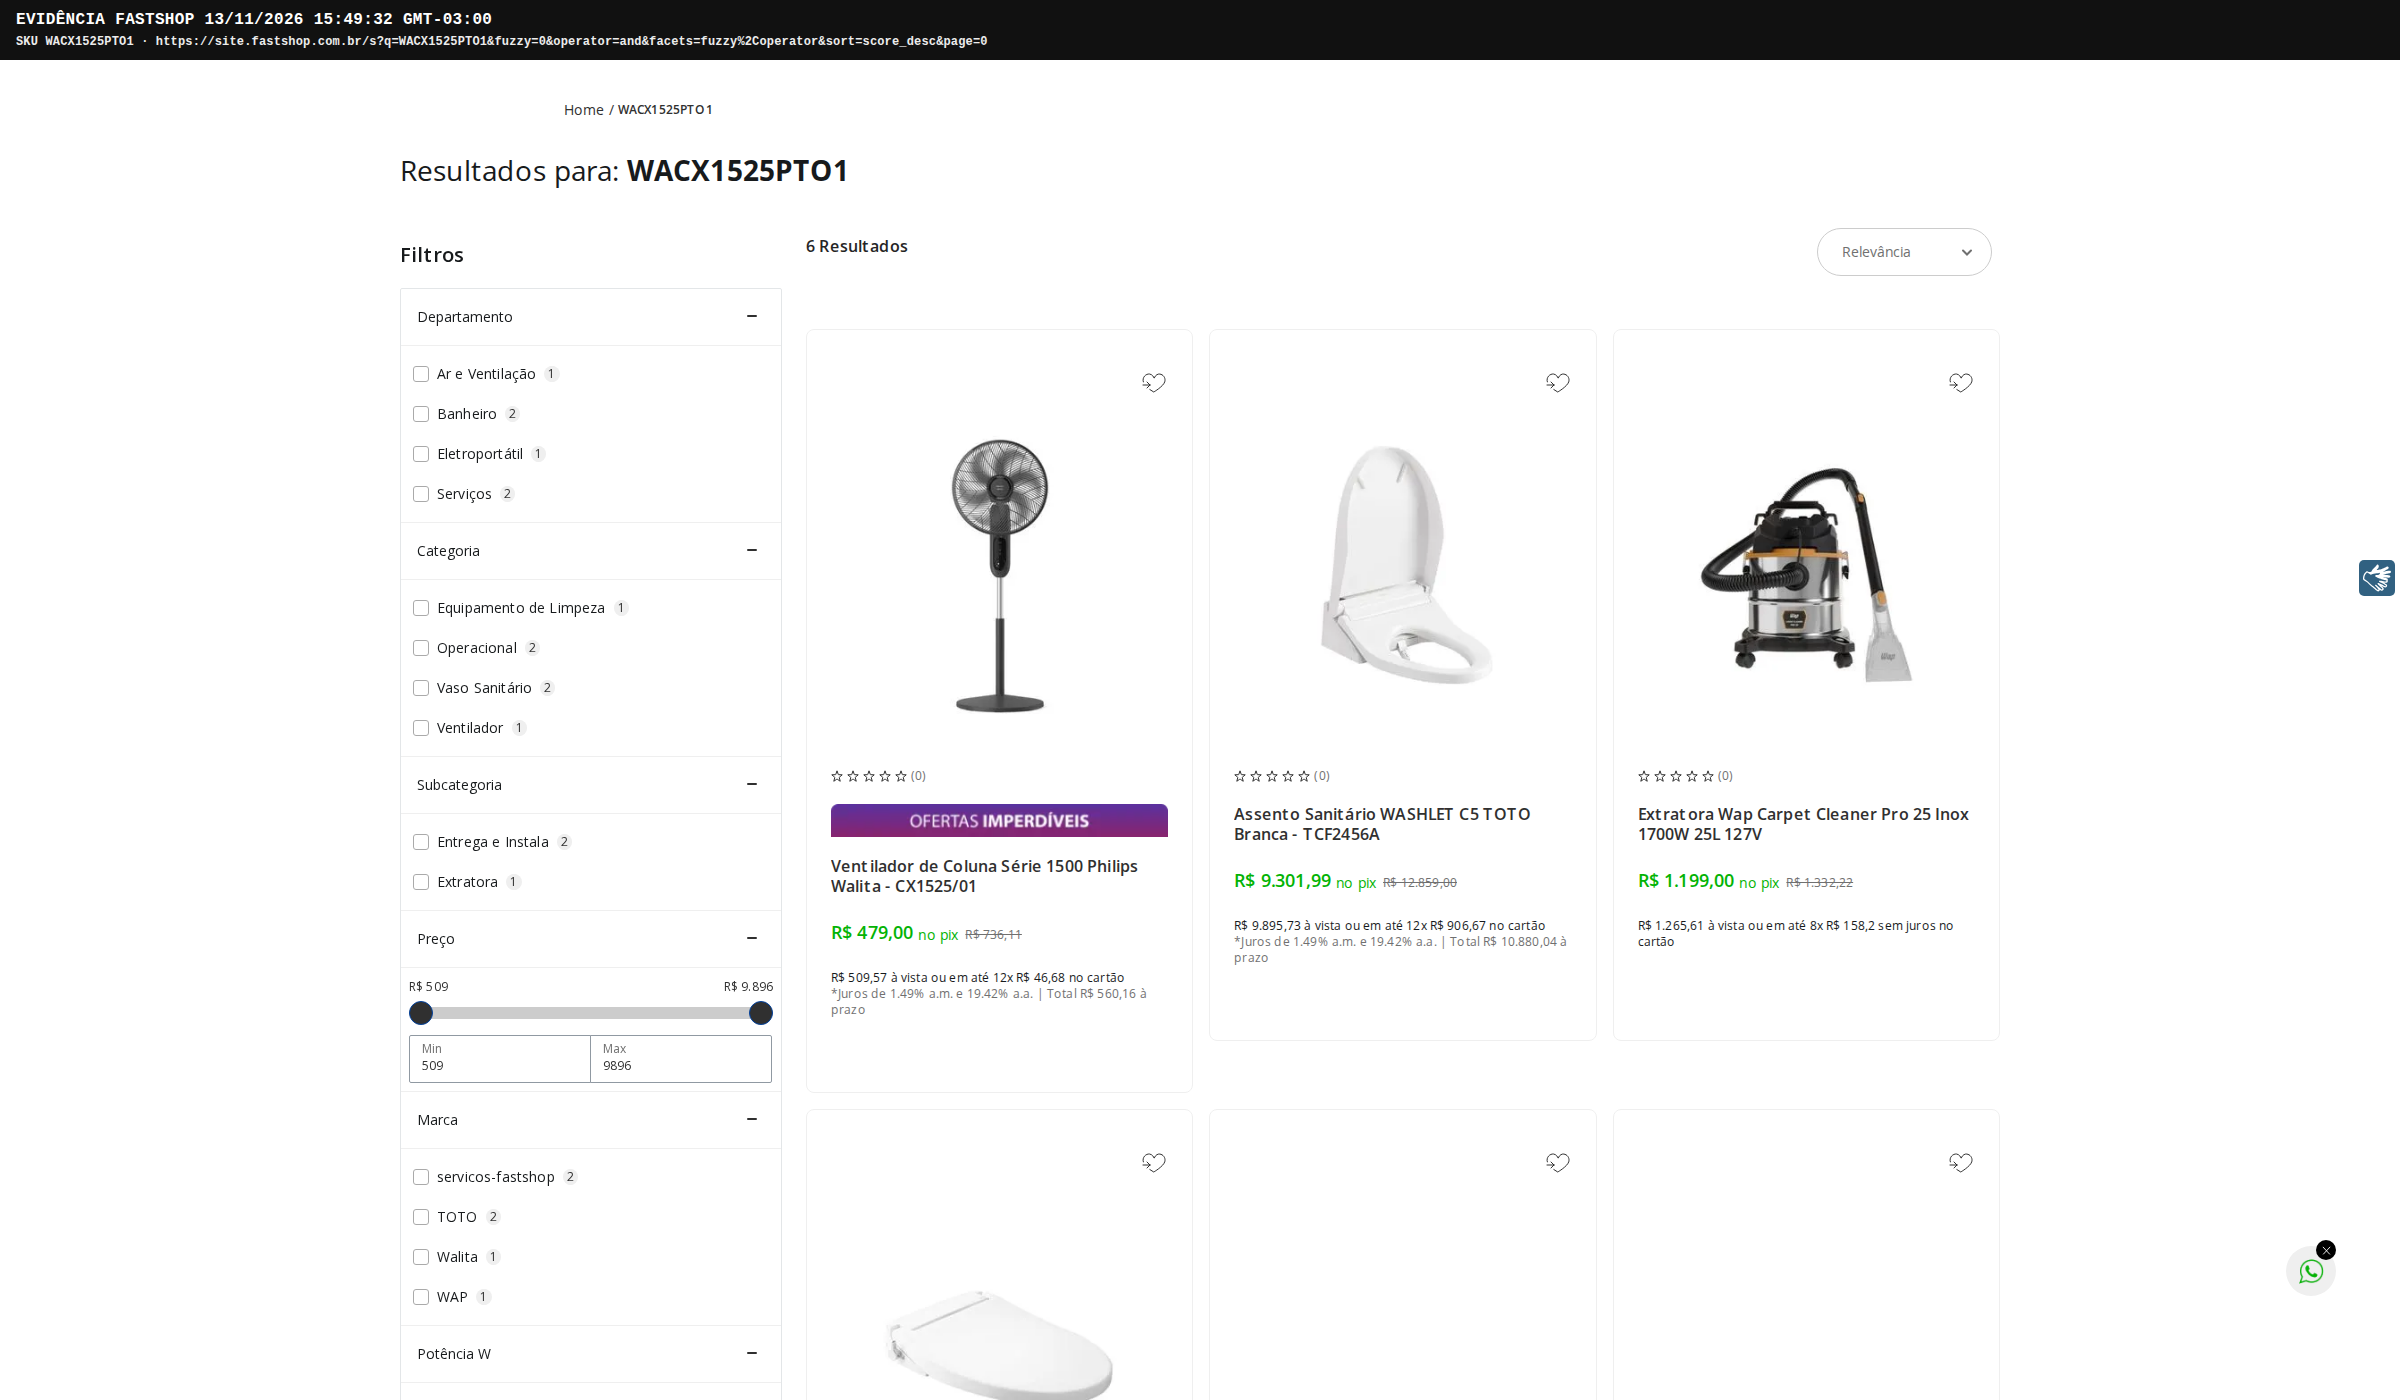 EVIDÊNCIA FASTSHOP 13/11/2026 15:49:32 GMT-03:00
SKU WACX1525PTO1 · https://site.fastshop.com.br/s?q=WACX1525PTO1&fuzzy=0&operator=and&facets=fuzzy%2Coperator&sort=score_desc&page=0
Home / WACX1525PTO1
Resultados para: WACX1525PTO1
Filtros
6 Resultados
Relevância
Departamento
Ar e Ventilação 1
Banheiro 2
Eletroportátil 1
Serviços 2
Categoria
Equipamento de Limpeza 1
Operacional 2
Vaso Sanitário 2
Ventilador 1
Subcategoria
Entrega e Instala 2
Extratora 1
Preço
R$ 509 R$ 9.896
Min Max
509 9896
Marca
servicos-fastshop 2
TOTO 2
Walita 1
WAP 1
Potência W
(0)
OFERTAS IMPERDÍVEIS
Ventilador de Coluna Série 1500 Philips
Walita - CX1525/01
R$ 479,00 no pix R$ 736,11
R$ 509,57 à vista ou em até 12x R$ 46,68 no cartão
*Juros de 1.49% a.m. e 19.42% a.a. | Total R$ 560,16 à
prazo
(0)
Assento Sanitário WASHLET C5 TOTO
Branca - TCF2456A
R$ 9.301,99 no pix R$ 12.859,00
R$ 9.895,73 à vista ou em até 12x R$ 906,67 no cartão
*Juros de 1.49% a.m. e 19.42% a.a. | Total R$ 10.880,04 à
prazo
Wap
(0)
Extratora Wap Carpet Cleaner Pro 25 Inox
1700W 25L 127V
R$ 1.199,00 no pix R$ 1.332,22
R$ 1.265,61 à vista ou em até 8x R$ 158,2 sem juros no
cartão